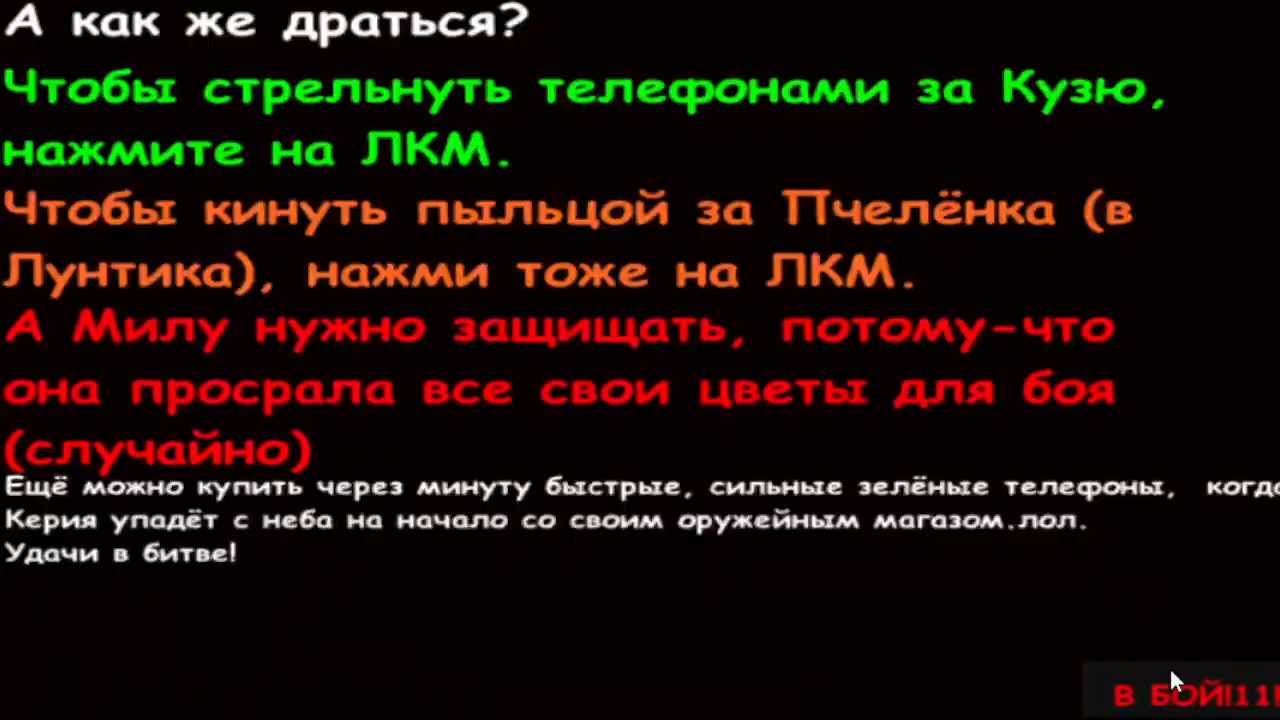 А как же драться?
Чтобы стрельнуть телефонами за Кузю,
нажмите на ЛКМ.
Чтобы кинуть пыльцой за Пчелёнка (в
Лунтика), нажми тоже на ЛКМ.
А Милу нужно защищать, потому-что
она просрала все свои цветы для боя
(случайно)
Ещё можно купить через минуту быстрые, сильные зелёные телефоны,
Керия упадёт с неба на начало со своим оружейным магазом.лол.
Удачи в битве!
В БОЙ!11!